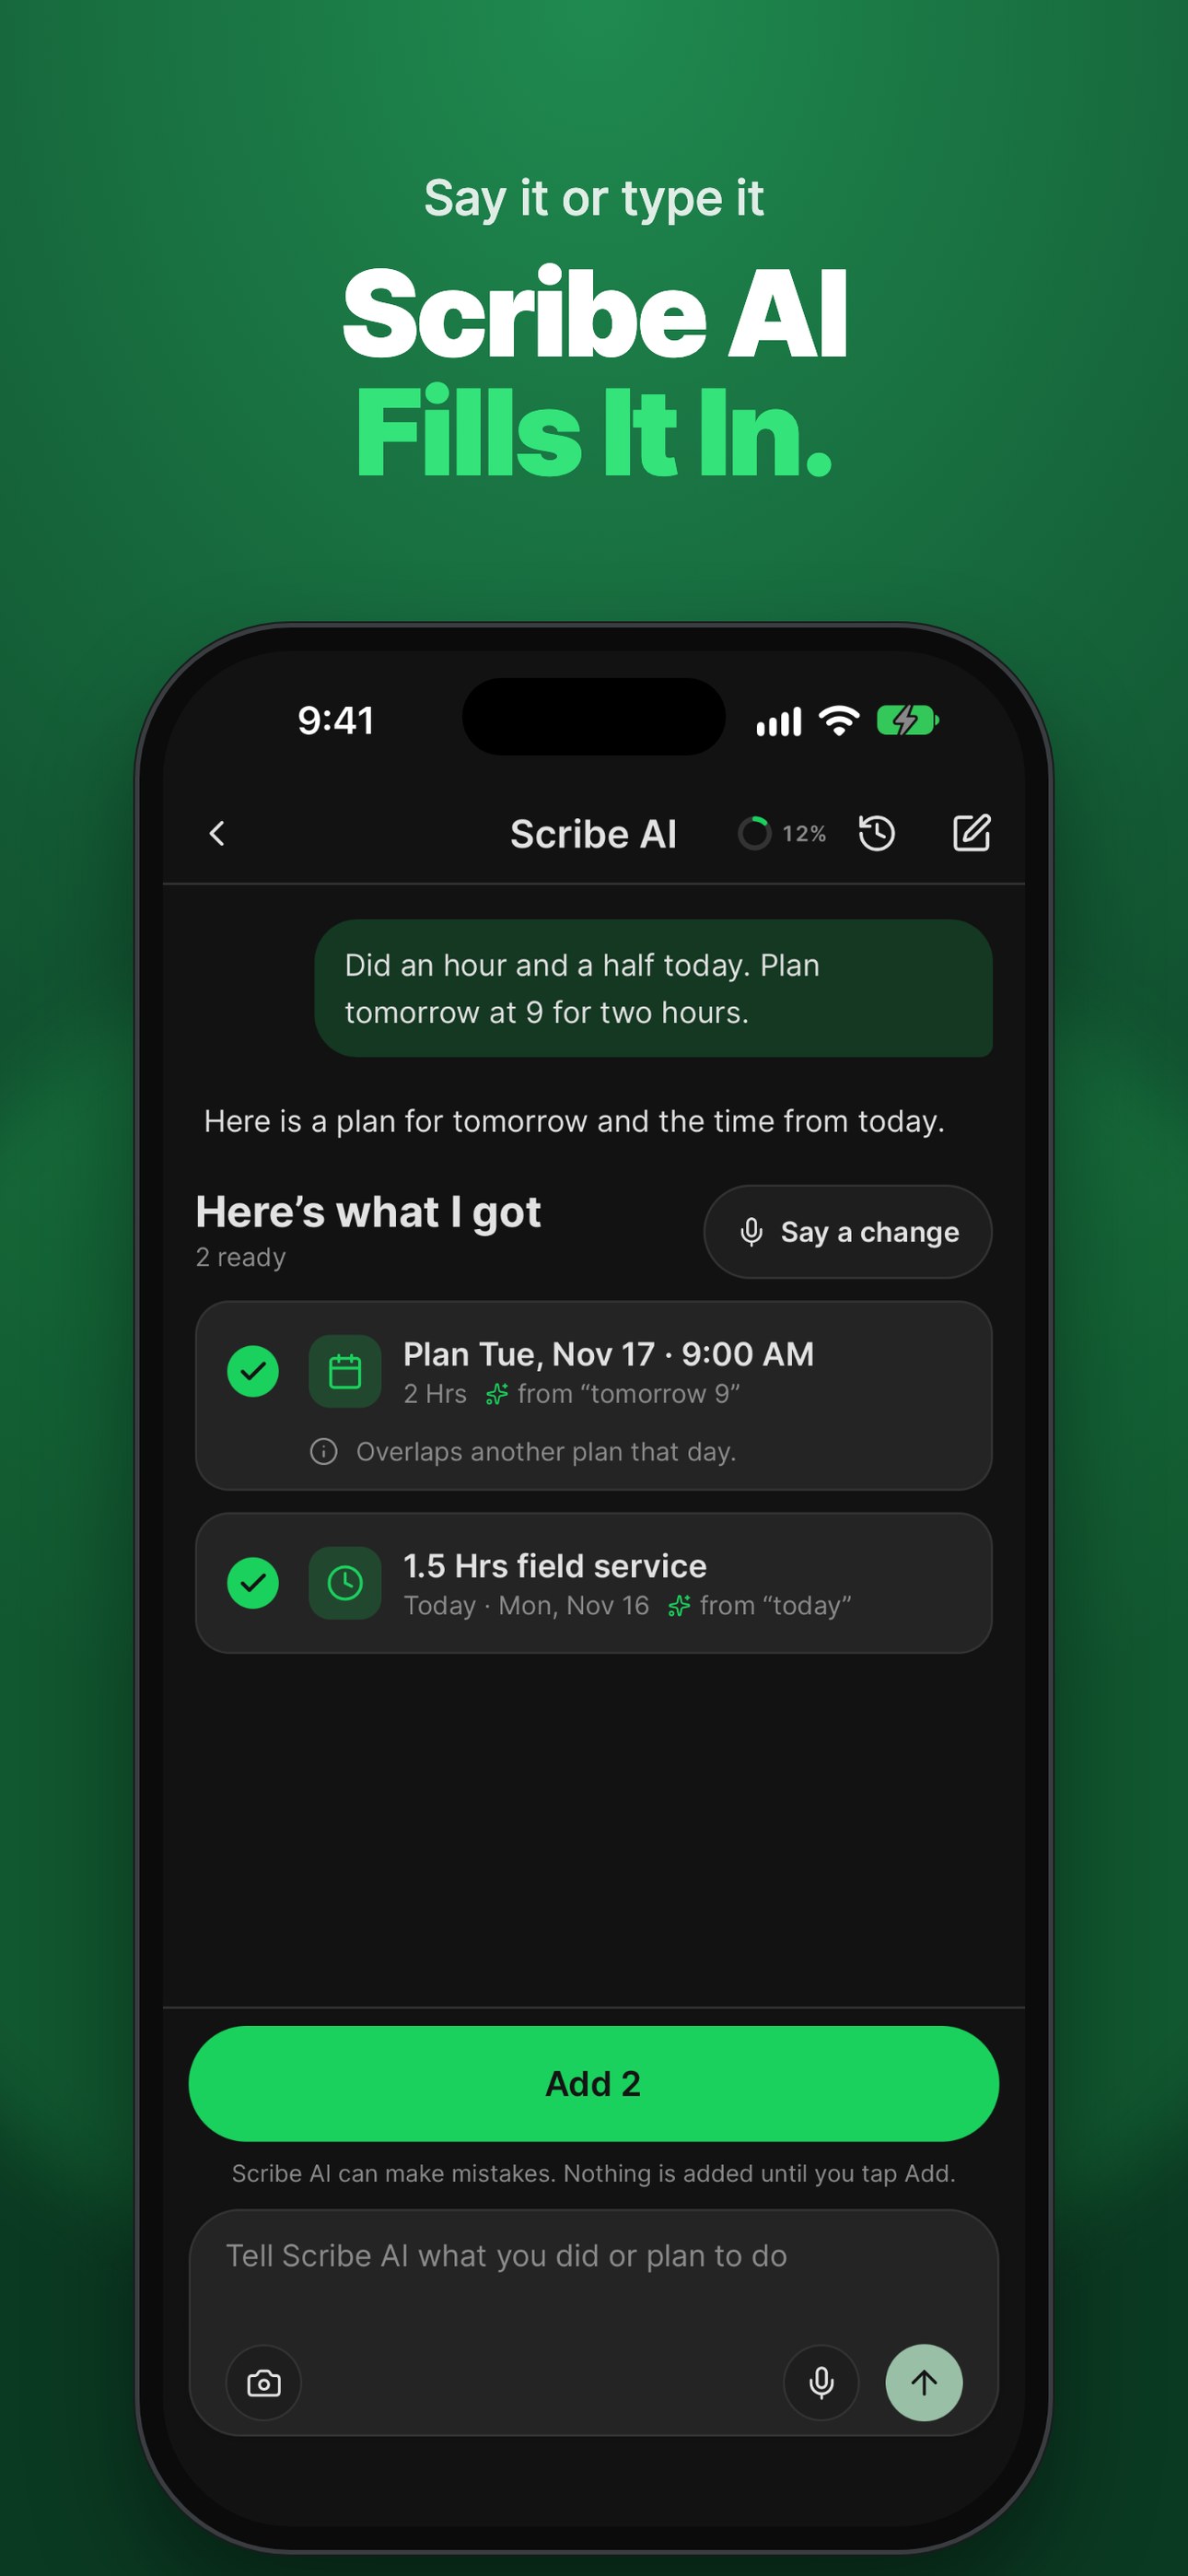 Say it or type it
Scribe AI
Fills It In.
9:41
Scribe AI
12%
Did an hour and a half today. Plan
tomorrow at 9 for two hours.
Here is a plan for tomorrow and the time from today.
Here’s what I got
2 ready
Say a change
Plan Tue, Nov 17 · 9:00 AM
2 Hrs from “tomorrow 9”
Overlaps another plan that day.
1.5 Hrs field service
Today · Mon, Nov 16 from “today”
Add 2
Scribe AI can make mistakes. Nothing is added until you tap Add.
Tell Scribe AI what you did or plan to do